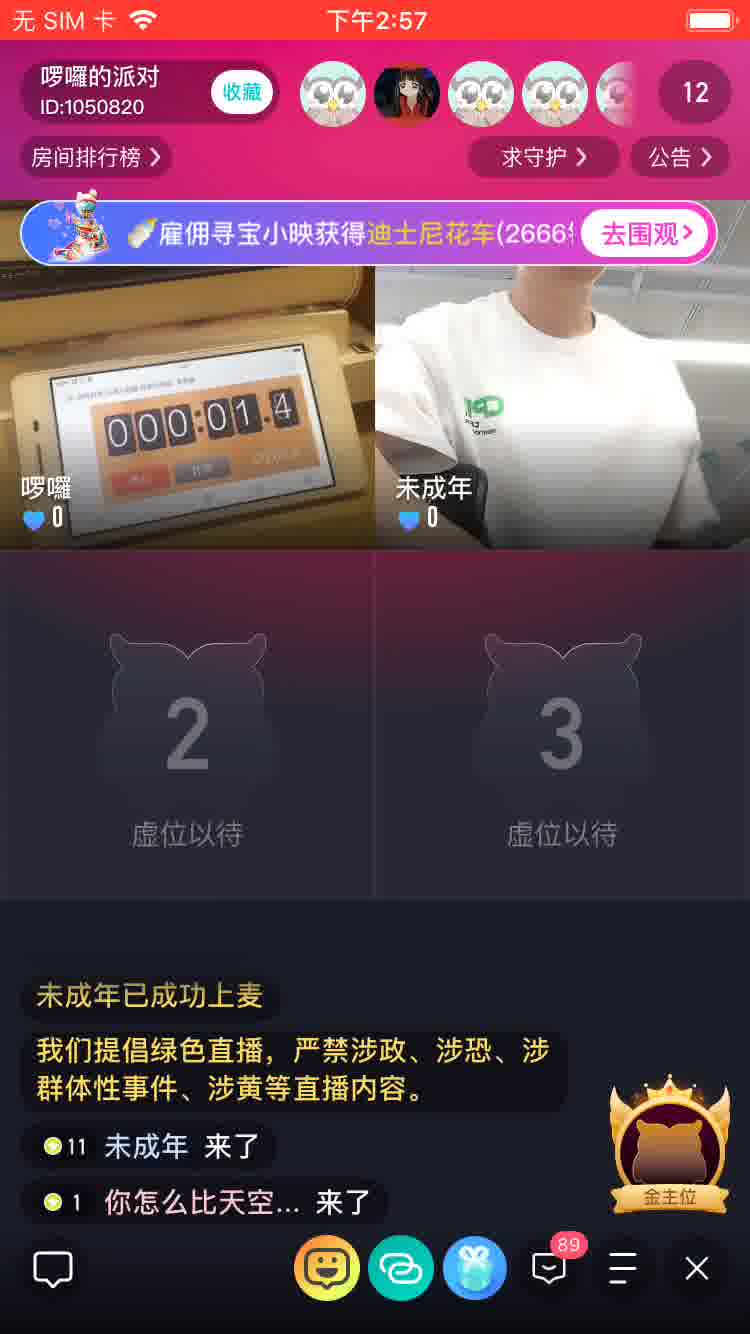 无 SIM 卡
下午2:57
啰囉的派对
ID:1050820
收藏
12
房间排行榜
求守护
公告
雇佣寻宝小映获得迪士尼花车(2666
去围观
000:01.4
啰囉
0
未成年
0
2
3
虚位以待
虚位以待
未成年已成功上麦
我们提倡绿色直播，严禁涉政、涉恐、涉
群体性事件、涉黄等直播内容。
11 未成年 来了
1 你怎么比天空... 来了
金主位
89